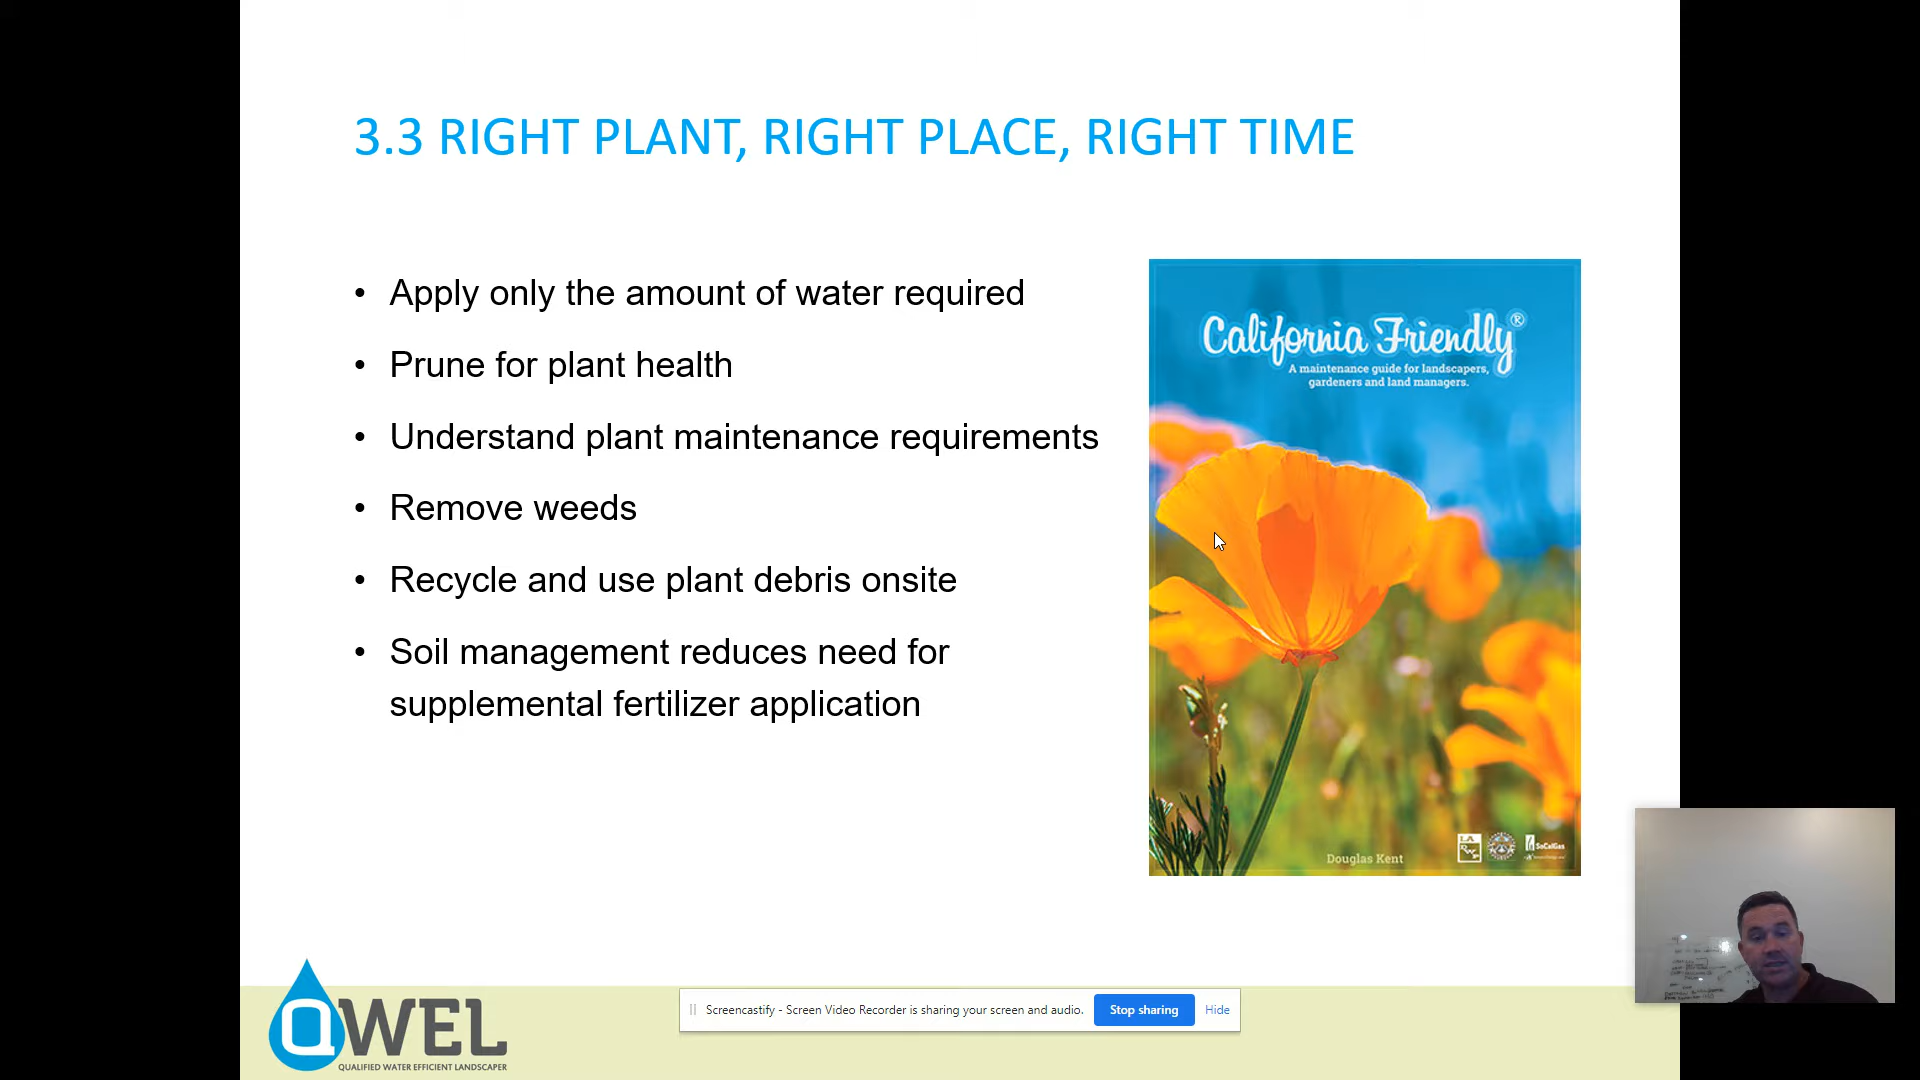 3.3 RIGHT PLANT, RIGHT PLACE, RIGHT TIME
• Apply only the amount of water required
• Prune for plant health
• Understand plant maintenance requirements
• Remove weeds
• Recycle and use plant debris onsite
• Soil management reduces need for
supplemental fertilizer application
California Friendly®
A maintenance guide for landscapers,
gardeners and land managers.
Douglas Kent
SoCalGas
QWEL
QUALIFIED WATER EFFICIENT LANDSCAPER
Screencastify - Screen Video Recorder is sharing your screen and audio.
Stop sharing
Hide